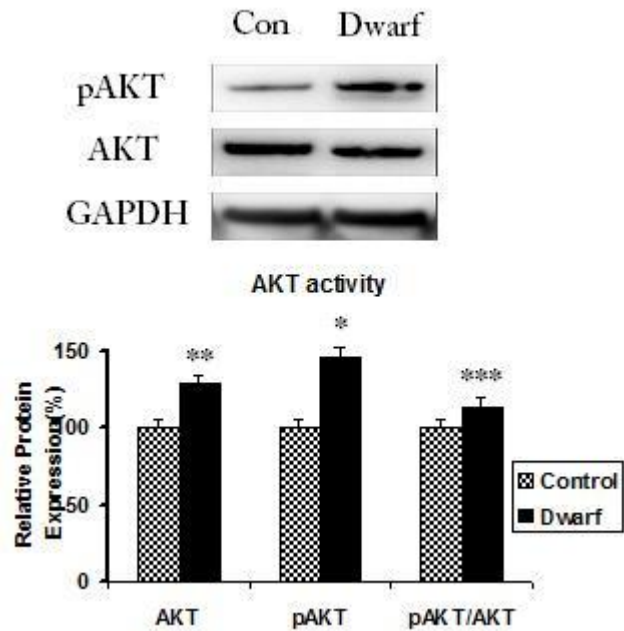 Con Dwarf
pAKT
AKT
GAPDH
AKT activity
Relative Protein
Expression(%)
150
100
50
0
**
*
***
Control
Dwarf
AKT pAKT pAKT/AKT